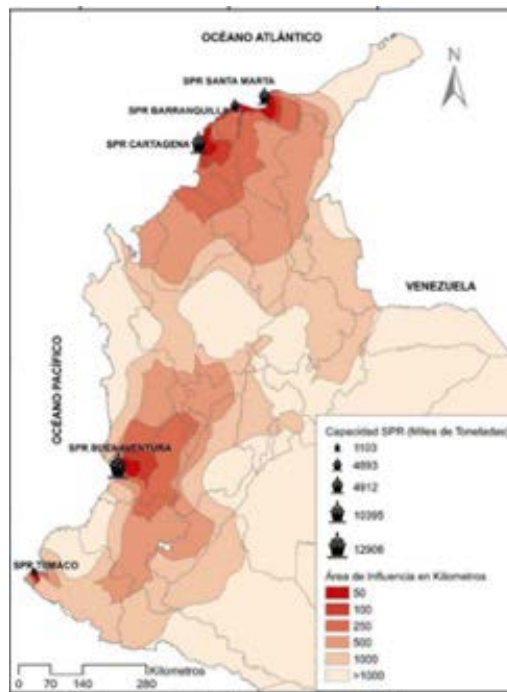 OCÉANO ATLÁNTICO
N
SPR SANTA MARTA
SPR BARRANQUILLA
SPR CARTAGENA
VENEZUELA
OCÉANO PACÍFICO
SPR BUENAVENTURA
SPR TUMACO
Capacidad SPR (Miles de Toneladas)
1103
4893
4912
10395
12906
Área de Influencia en Kilometros
50
100
250
500
1000
>1000
Kilometros
0 70 140 280